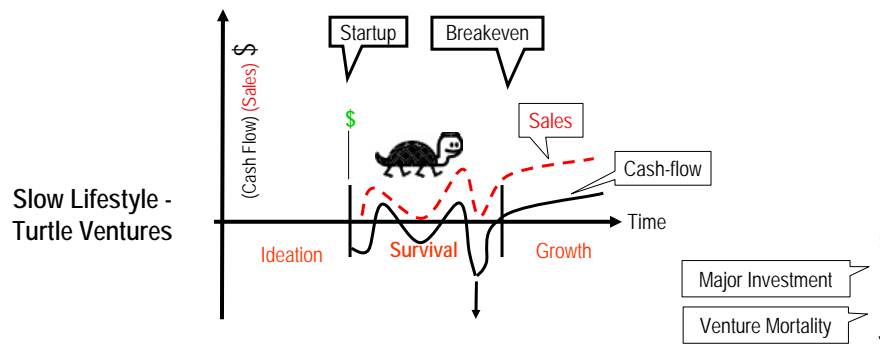 Startup
Breakeven
(Cash Flow) (Sales) $
$
Sales
Cash-flow
Slow Lifestyle -
Turtle Ventures
Time
Ideation
Survival
Growth
Major Investment
Venture Mortality